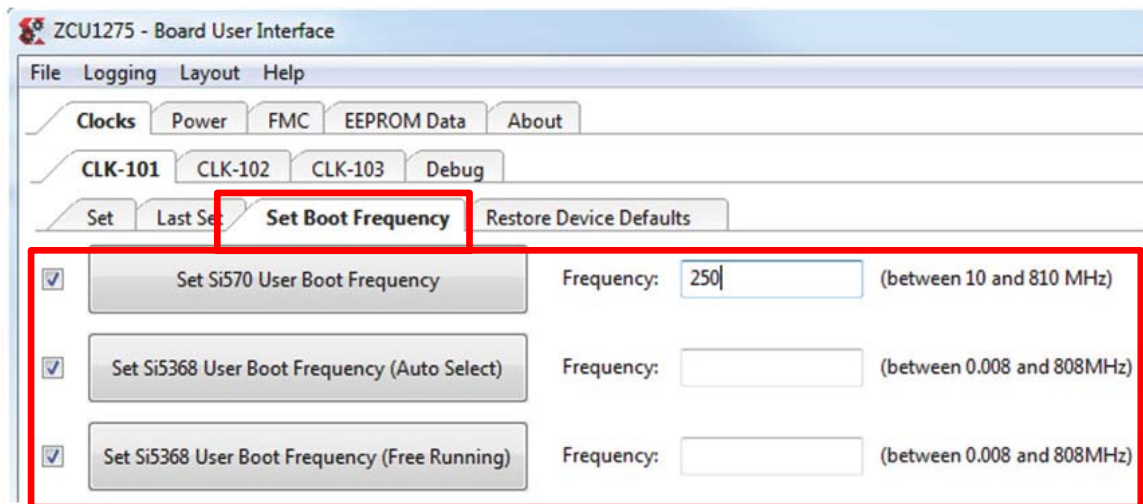 ZCU1275 - Board User Interface
File Logging Layout Help
Clocks Power FMC EEPROM Data About
CLK-101 CLK-102 CLK-103 Debug
Set Last Set Set Boot Frequency Restore Device Defaults
Set Si570 User Boot Frequency Frequency: 250 (between 10 and 810 MHz)
Set Si5368 User Boot Frequency (Auto Select) Frequency: (between 0.008 and 808MHz)
Set Si5368 User Boot Frequency (Free Running) Frequency: (between 0.008 and 808MHz)